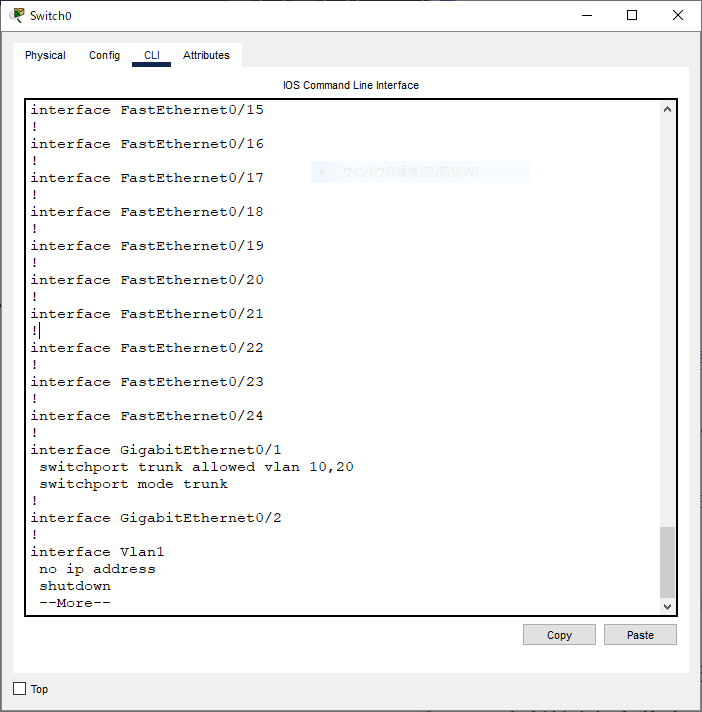 Switch0
Physical Config CLI Attributes
IOS Command Line Interface
interface FastEthernet0/15
!
interface FastEthernet0/16
!
interface FastEthernet0/17
!
interface FastEthernet0/18
!
interface FastEthernet0/19
!
interface FastEthernet0/20
!
interface FastEthernet0/21
!
interface FastEthernet0/22
!
interface FastEthernet0/23
!
interface FastEthernet0/24
!
interface GigabitEthernet0/1
switchport trunk allowed vlan 10,20
switchport mode trunk
!
interface GigabitEthernet0/2
!
interface Vlan1
no ip address
shutdown
--More--
ウィンドウの領域切り取り(W)
Copy Paste
Top